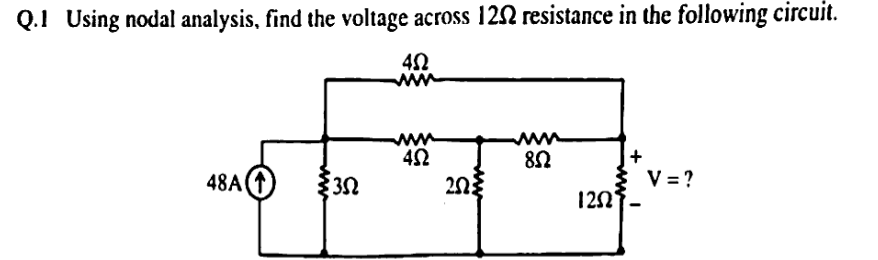 Q.1 Using nodal analysis, find the voltage across 12Ω resistance in the following circuit.
4Ω
4Ω
8Ω
48A
3Ω
2Ω
12Ω
+
V = ?
-